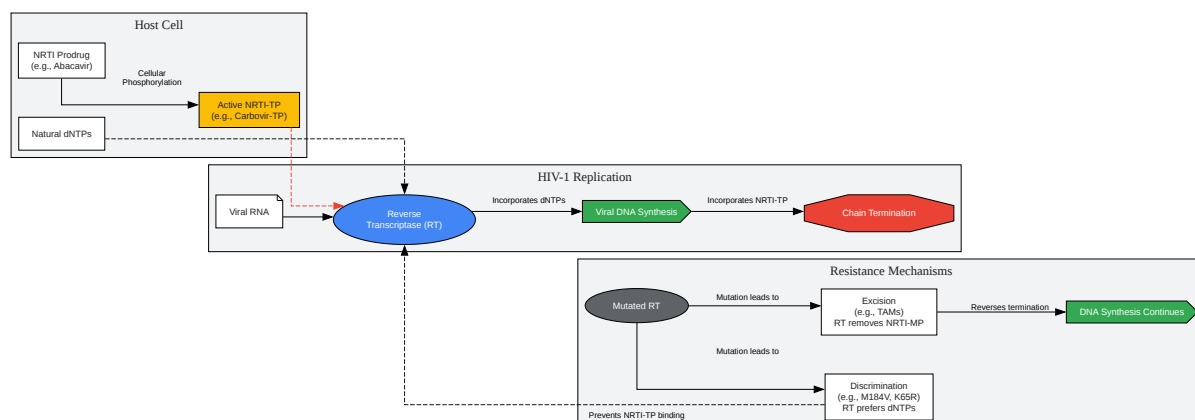 Host Cell
NRTI Prodrug
(e.g., Abacavir)
Cellular
Phosphorylation
Active NRTI-TP
(e.g., Carbovir-TP)
Natural dNTPs
HIV-1 Replication
Viral RNA
Reverse
Transcriptase (RT)
Incorporates dNTPs
Viral DNA Synthesis
Incorporates NRTI-TP
Chain Termination
Resistance Mechanisms
Mutated RT
Mutation leads to
Excision
(e.g., TAMs)
RT removes NRTI-MP
Reverses termination
DNA Synthesis Continues
Mutation leads to
Discrimination
(e.g., M184V, K65R)
RT prefers dNTPs
Prevents NRTI-TP binding